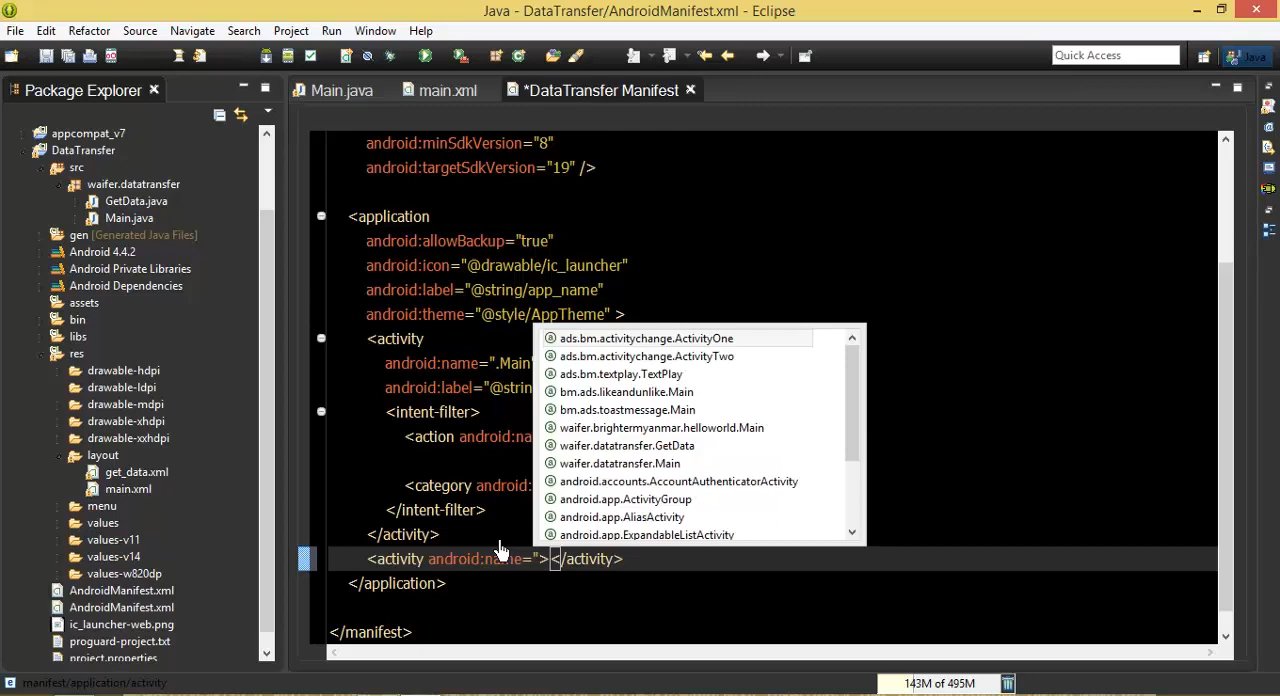 Java - DataTransfer/AndroidManifest.xml - Eclipse
File Edit Refactor Source Navigate Search Project Run Window Help
Quick Access
Java
Package Explorer
Main.java
main.xml
*DataTransfer Manifest
appcompat_v7
DataTransfer
src
waifer.datatransfer
GetData.java
Main.java
gen [Generated Java Files]
Android 4.4.2
Android Private Libraries
Android Dependencies
assets
bin
libs
res
drawable-hdpi
drawable-ldpi
drawable-mdpi
drawable-xhdpi
drawable-xxhdpi
layout
get_data.xml
main.xml
menu
values
values-v11
values-v14
values-w820dp
AndroidManifest.xml
AndroidManifest.xml
ic_launcher-web.png
proguard-project.txt
project.properties
android:minSdkVersion="8"
android:targetSdkVersion="19" />
<application
android:allowBackup="true"
android:icon="@drawable/ic_launcher"
android:label="@string/app_name"
android:theme="@style/AppTheme" >
<activity
android:name=".Main"
android:label="@strin
<intent-filter>
<action android:na
<category android:
</intent-filter>
</activity>
<activity android:name="></activity>
</application>
</manifest>
ads.bm.activitychange.ActivityOne
ads.bm.activitychange.ActivityTwo
ads.bm.textplay.TextPlay
bm.ads.likeandunlike.Main
bm.ads.toastmessage.Main
waifer.brightermyanmar.helloworld.Main
waifer.datatransfer.GetData
waifer.datatransfer.Main
android.accounts.AccountAuthenticatorActivity
android.app.ActivityGroup
android.app.AliasActivity
android.app.ExpandableListActivity
manifest/application/activity
143M of 495M